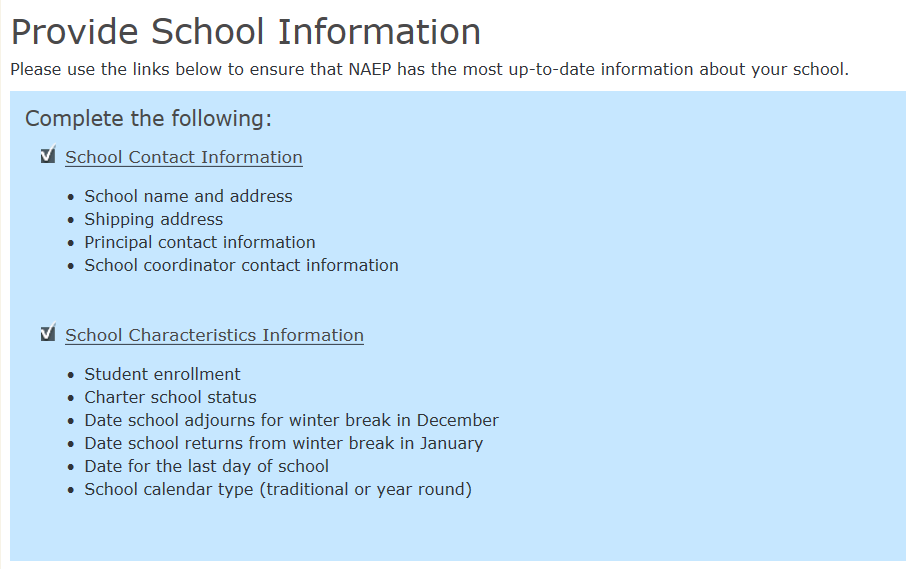 Provide School Information
Please use the links below to ensure that NAEP has the most up-to-date information about your school.
Complete the following:
School Contact Information
• School name and address
• Shipping address
• Principal contact information
• School coordinator contact information
School Characteristics Information
• Student enrollment
• Charter school status
• Date school adjourns for winter break in December
• Date school returns from winter break in January
• Date for the last day of school
• School calendar type (traditional or year round)